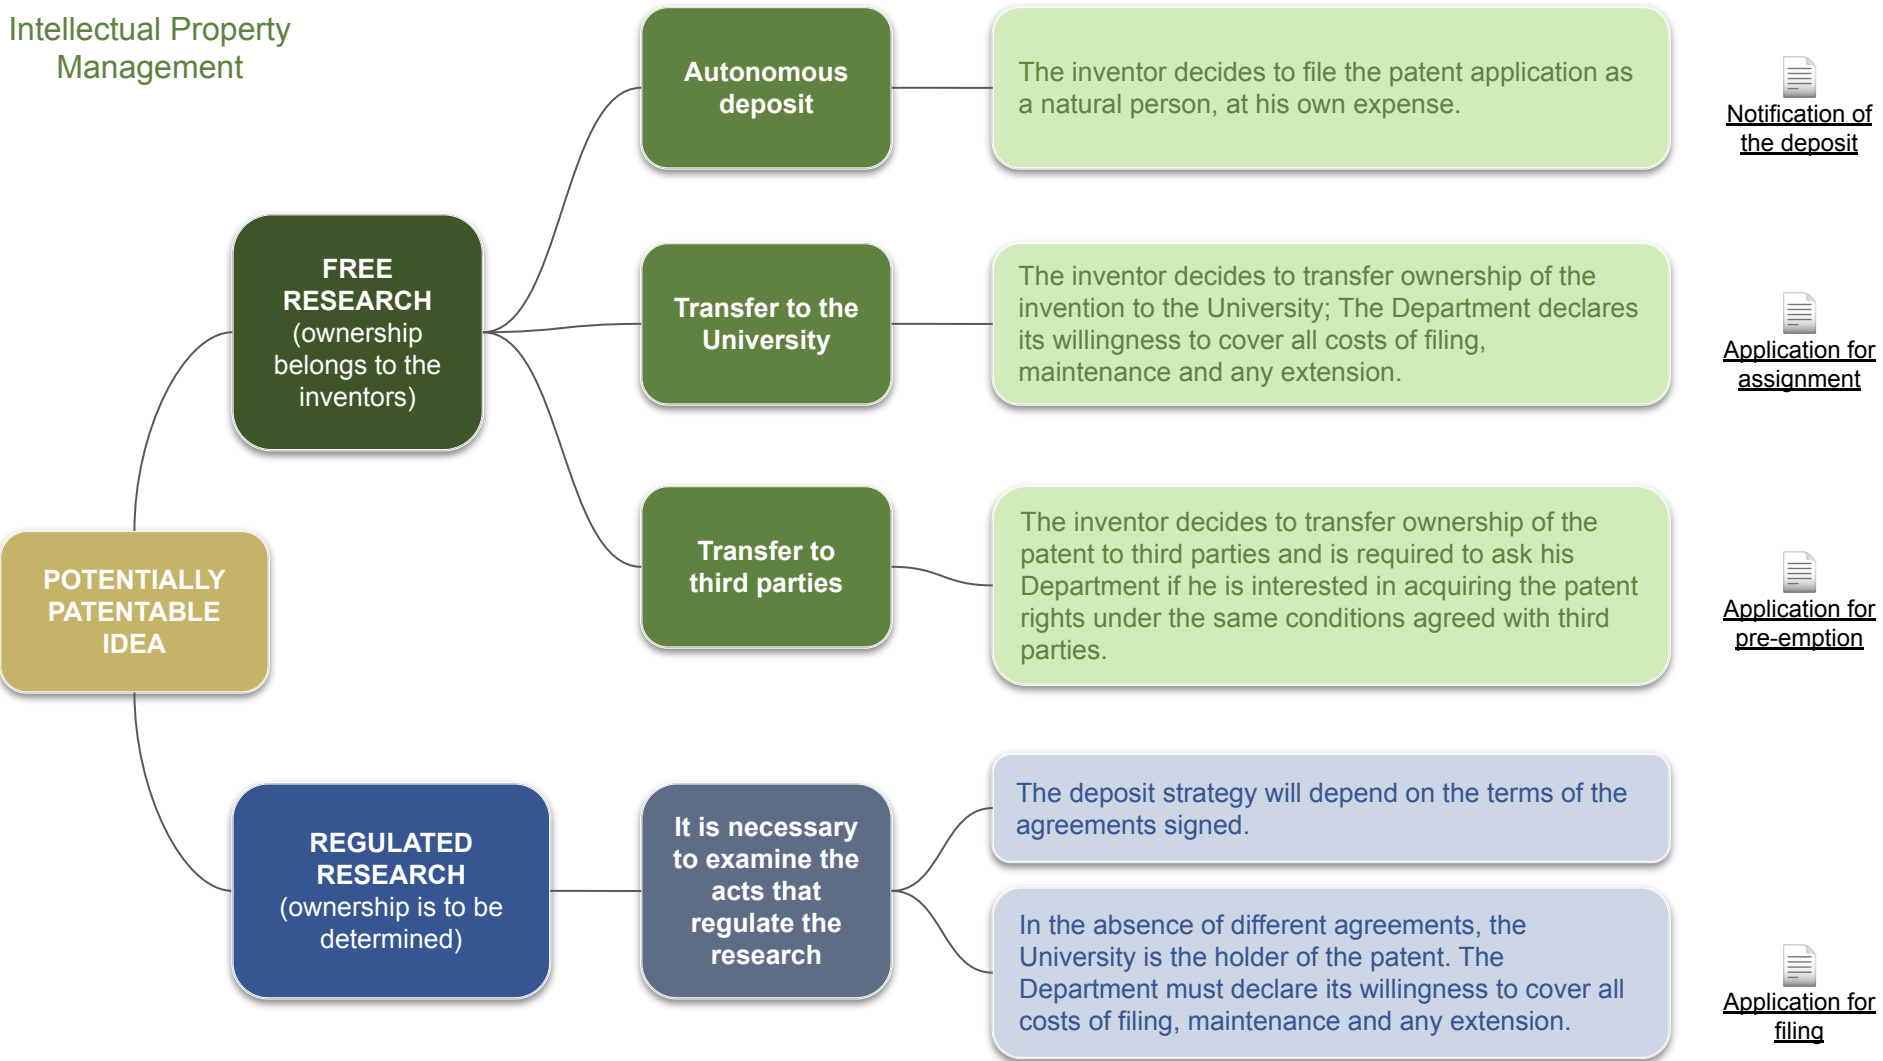 Intellectual Property
Management
Autonomous
deposit
The inventor decides to file the patent application as
a natural person, at his own expense.
Notification of
the deposit
FREE
RESEARCH
(ownership
belongs to the
inventors)
Transfer to the
University
The inventor decides to transfer ownership of the
invention to the University; The Department declares
its willingness to cover all costs of filing,
maintenance and any extension.
Application for
assignment
Transfer to
third parties
The inventor decides to transfer ownership of the
patent to third parties and is required to ask his
Department if he is interested in acquiring the patent
rights under the same conditions agreed with third
parties.
Application for
pre-emption
POTENTIALLY
PATENTABLE
IDEA
REGULATED
RESEARCH
(ownership is to be
determined)
It is necessary
to examine the
acts that
regulate the
research
The deposit strategy will depend on the terms of the
agreements signed.
In the absence of different agreements, the
University is the holder of the patent. The
Department must declare its willingness to cover all
costs of filing, maintenance and any extension.
Application for
filing